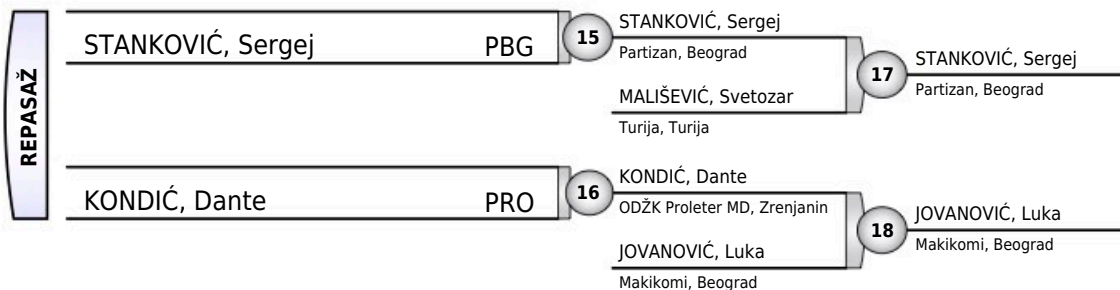 REPASAŽ
STANKOVIĆ, Sergej PBG
15
STANKOVIĆ, Sergej
Partizan, Beograd
MALIŠEVIĆ, Svetozar
Turija, Turija
17
STANKOVIĆ, Sergej
Partizan, Beograd
KONDIĆ, Dante PRO
16
KONDIĆ, Dante
ODŽK Proleter MD, Zrenjanin
JOVANOVIĆ, Luka
Makikomi, Beograd
18
JOVANOVIĆ, Luka
Makikomi, Beograd